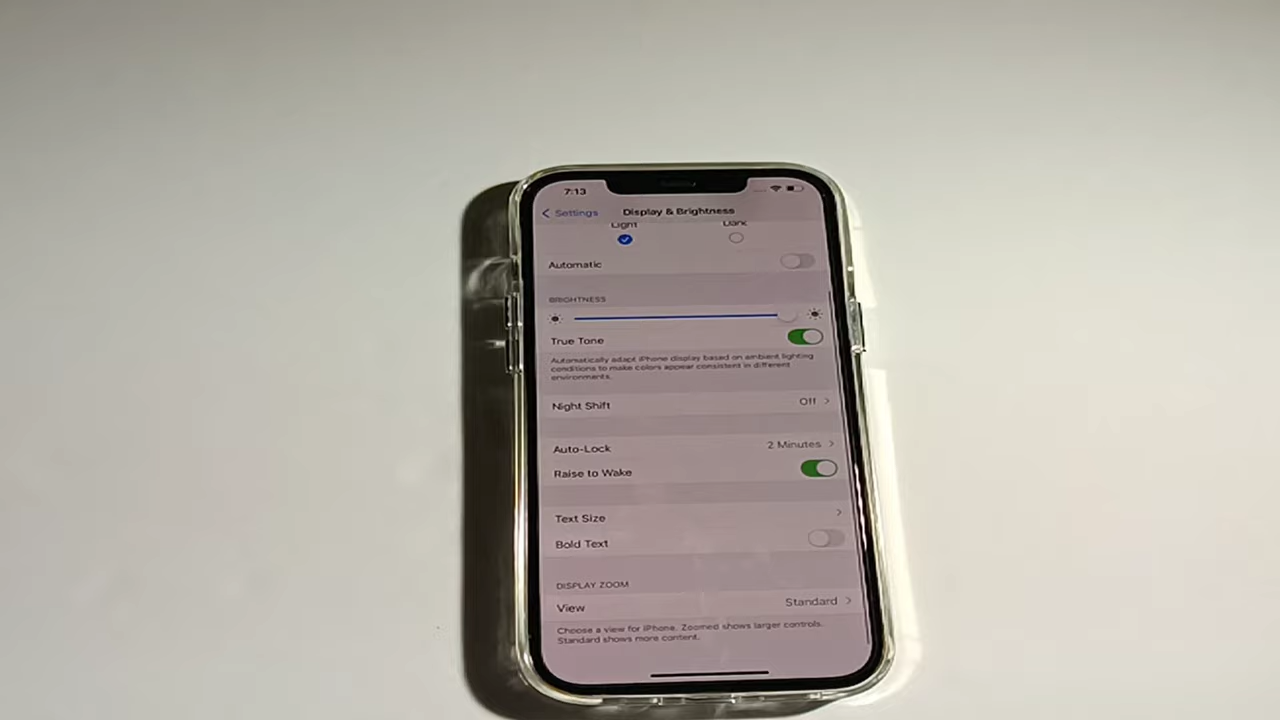 7:13
Settings Display & Brightness
Light Dark
Automatic
BRIGHTNESS
True Tone
Automatically adapt iPhone display based on ambient lighting
conditions to make colors appear consistent in different
environments.
Night Shift Off
Auto-Lock 2 Minutes
Raise to Wake
Text Size
Bold Text
DISPLAY ZOOM
View Standard
Choose a view for iPhone. Zoomed shows larger controls.
Standard shows more content.